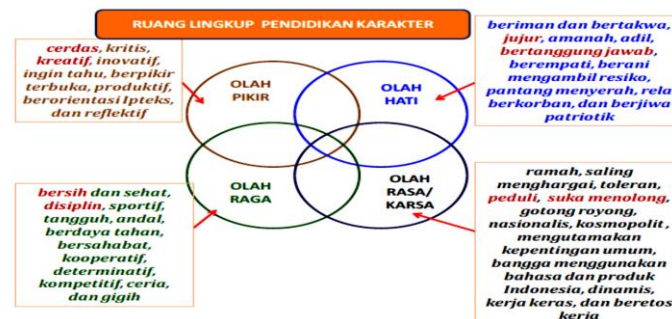 RUANG LINGKUP PENDIDIKAN KARAKTER
cerdas, kritis,
kreatif, inovatif,
ingin tahu, berpikir
terbuka, produktif,
berorientasi Ipteks,
dan reflektif
OLAH
PIKIR
OLAH
HATI
beriman dan bertakwa,
jujur, amanah, adil,
bertanggung jawab,
berempati, berani
mengambil resiko,
pantang menyerah, rela
berkorban, dan berjiwa
patriotik
bersih dan sehat,
disiplin, sportif,
tangguh, andal,
berdaya tahan,
bersahabat,
kooperatif,
determinatif,
kompetitif, ceria,
dan gigih
OLAH
RAGA
OLAH
RASA/
KARSA
ramah, saling
menghargai, toleran,
peduli, suka menolong,
gotong royong,
nasionalis, kosmopolit,
mengutamakan
kepentingan umum,
bangga menggunakan
bahasa dan produk
Indonesia, dinamis,
kerja keras, dan beretos
kerja